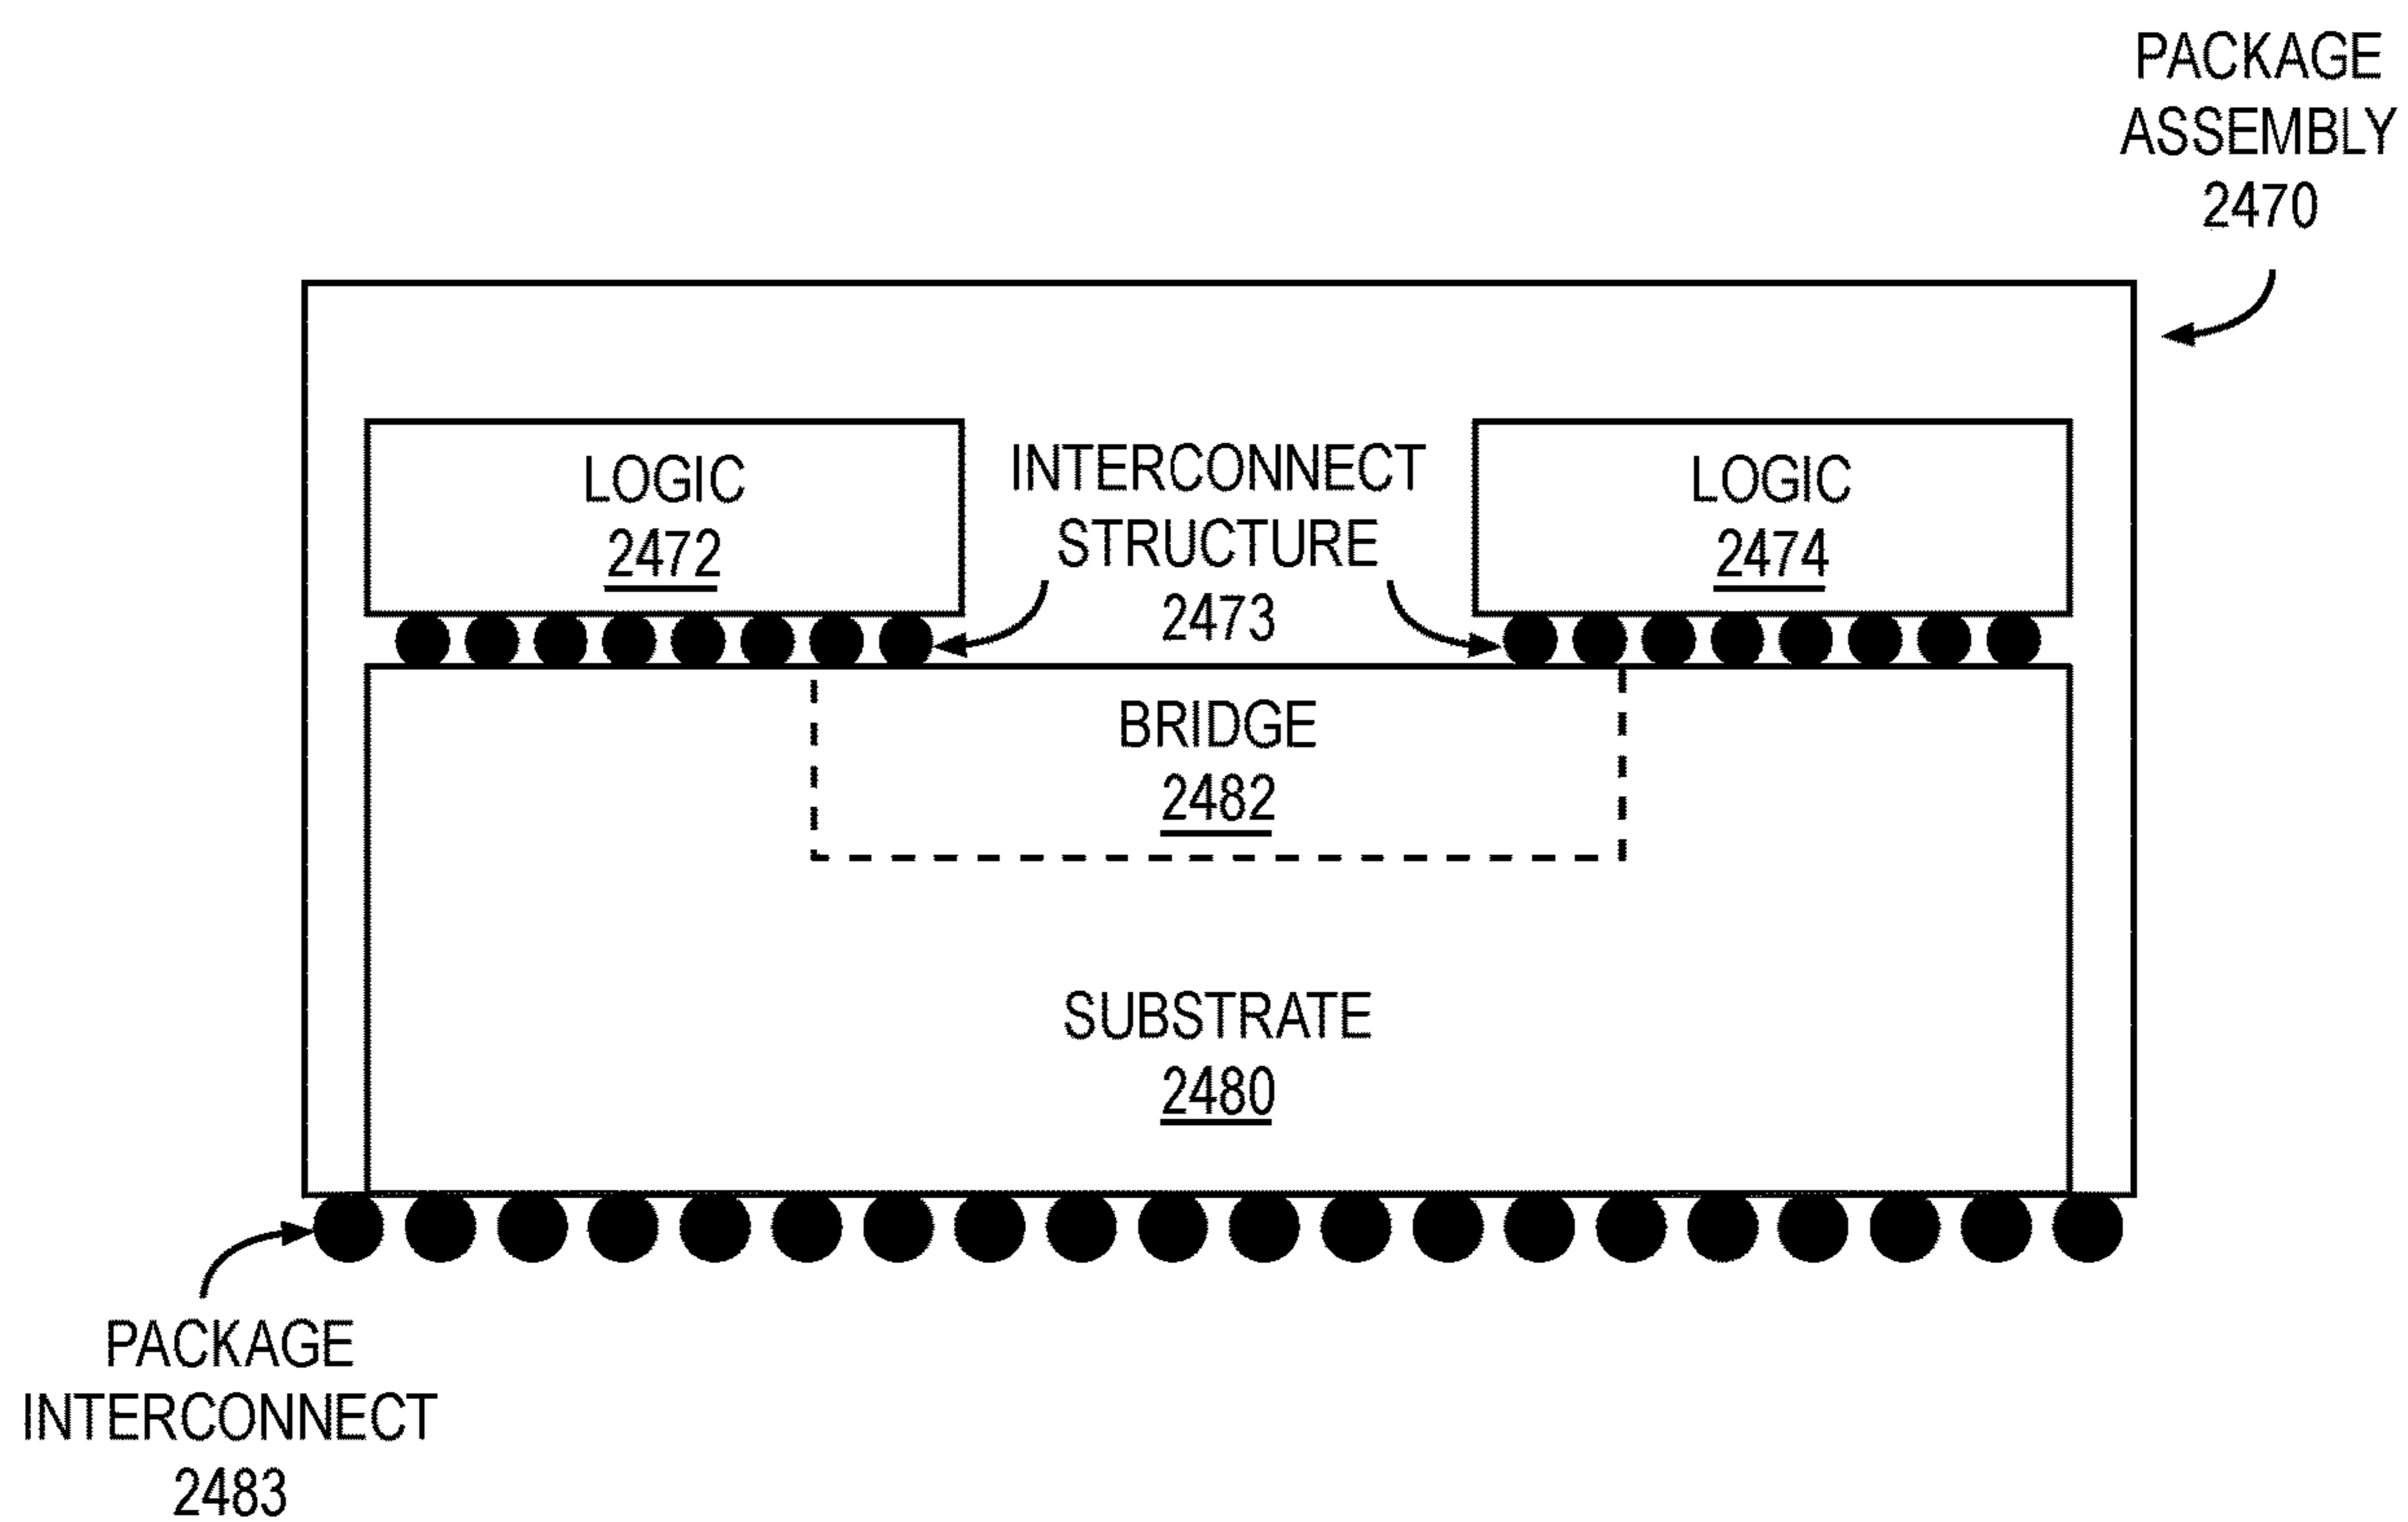 PACKAGE
ASSEMBLY
2470
LOGIC
2472
INTERCONNECT
STRUCTURE
2473
LOGIC
2474
BRIDGE
2482
SUBSTRATE
2480
PACKAGE
INTERCONNECT
2483